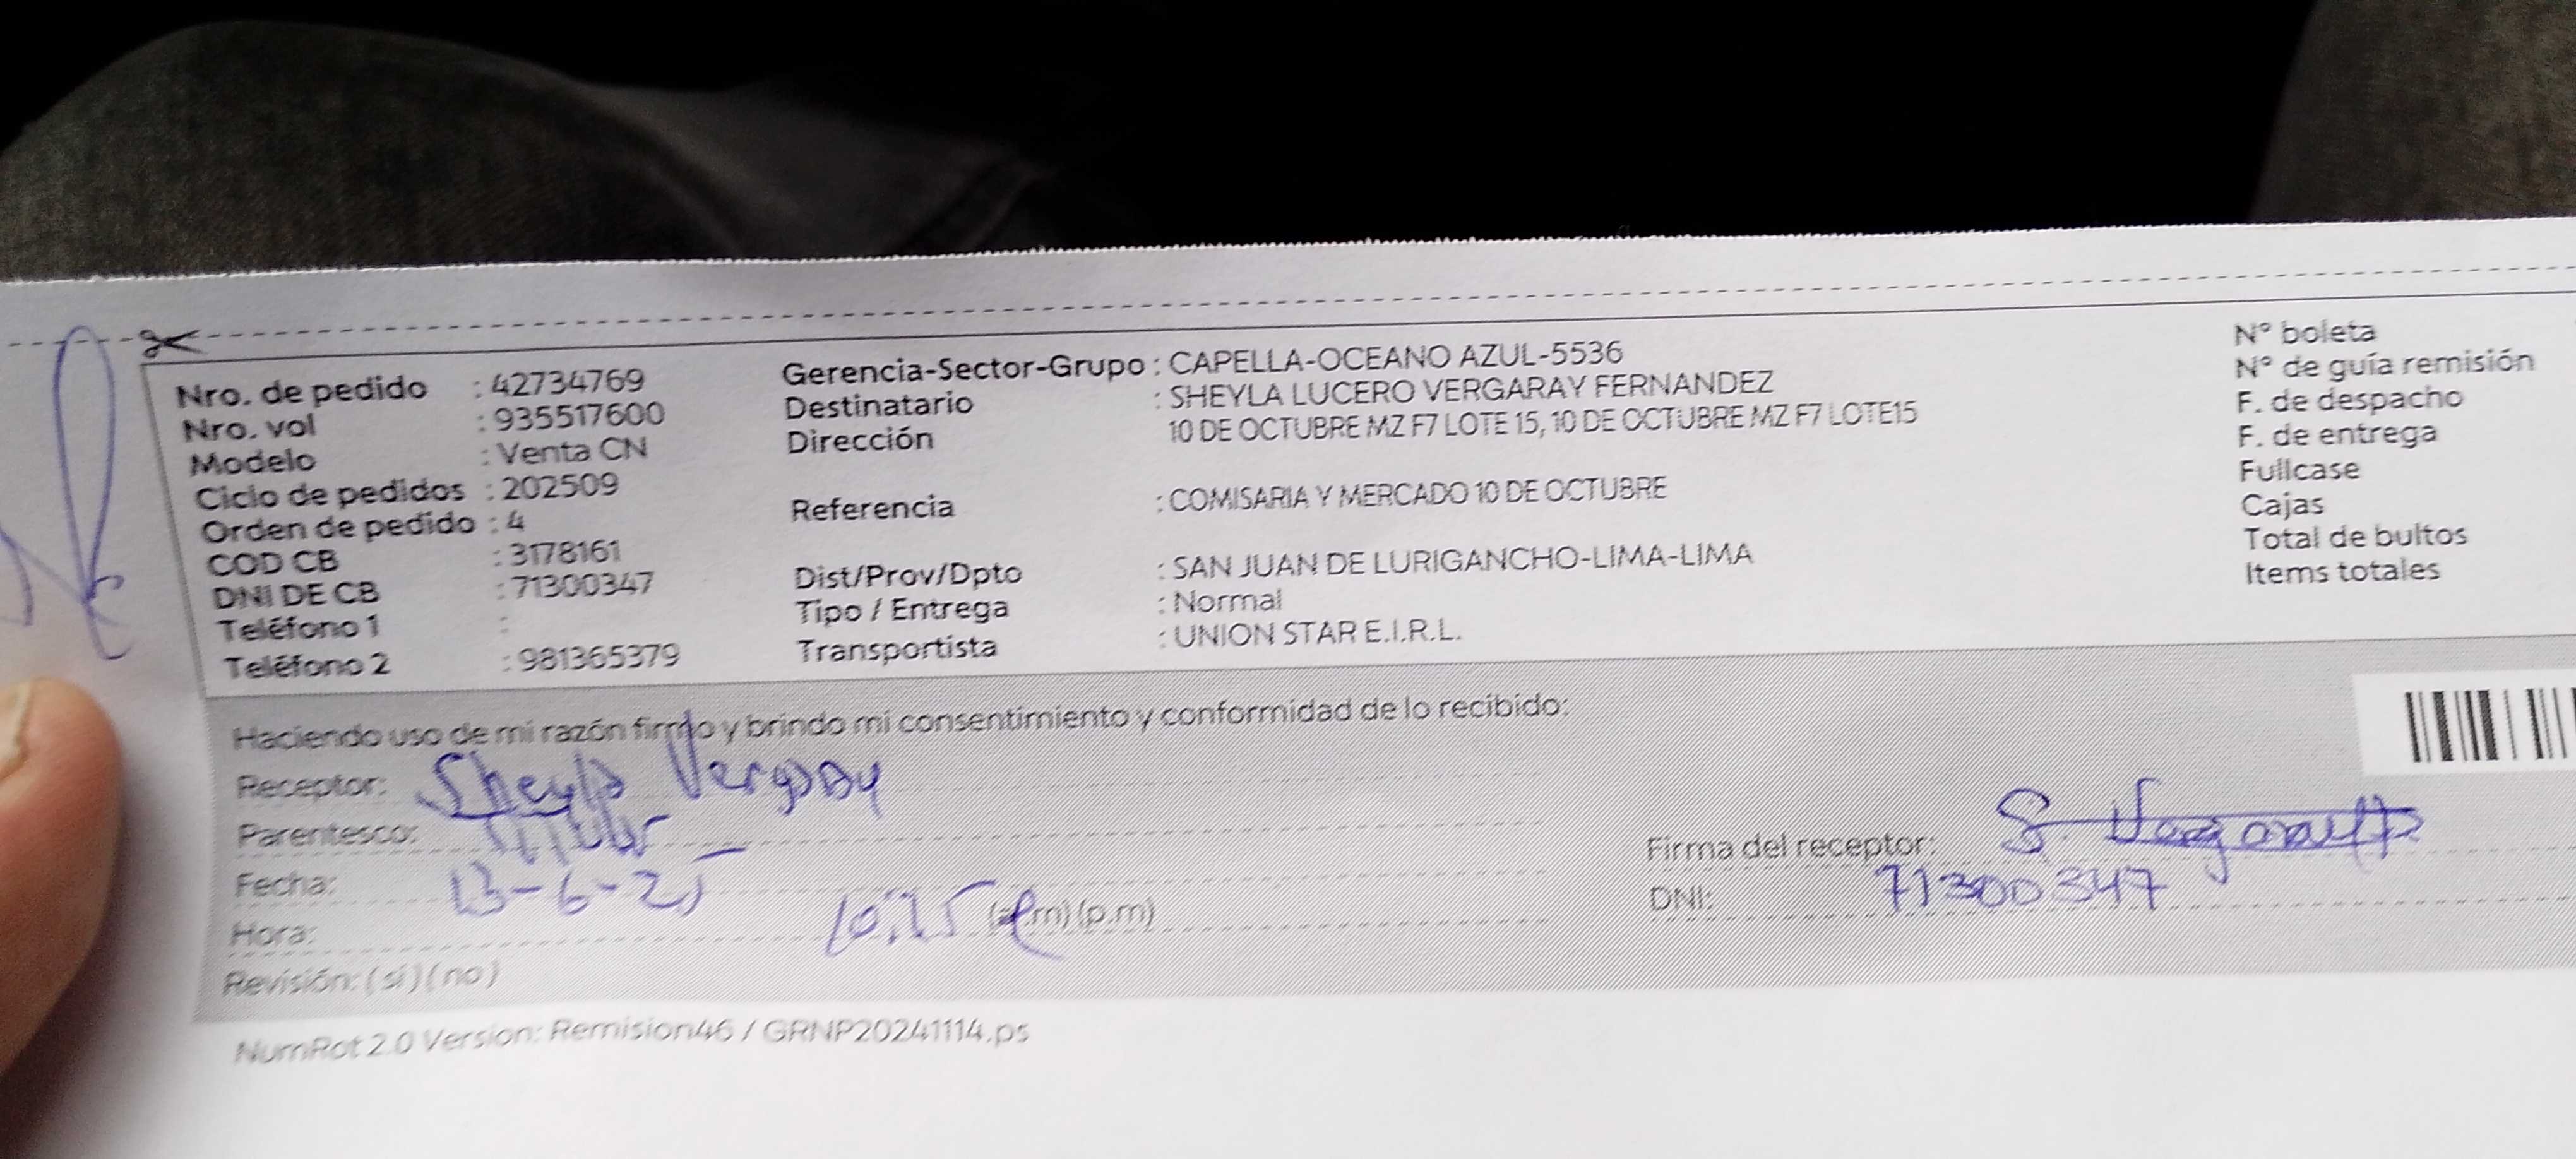 Nro. de pedido : 42734769
Nro. vol : 935517600
Modelo : Venta CN
Ciclo de pedidos : 202509
Orden de pedido : 4
COD CB : 3178161
DNI DE CB : 71300347
Teléfono 1 :
Teléfono 2 : 981365379
Gerencia-Sector-Grupo : CAPELLA-OCEANO AZUL-5536
Destinatario : SHEYLA LUCERO VERGARAY FERNANDEZ
Dirección 10 DE OCTUBRE MZ F7 LOTE 15, 10 DE OCTUBRE MZ F7 LOTE15
Referencia : COMISARIA Y MERCADO 10 DE OCTUBRE
Dist/Prov/Dpto : SAN JUAN DE LURIGANCHO-LIMA-LIMA
Tipo / Entrega : Normal
Transportista : UNION STAR E.I.R.L.
N° boleta
N° de guía remisión
F. de despacho
F. de entrega
Fullcase
Cajas
Total de bultos
Items totales
Haciendo uso de mi razón firmo y brindo mi consentimiento y conformidad de lo recibido:
Receptor: Sheyla Vergaray
Parentesco: Titular
Fecha: 13-6-25
Hora: (a.m)(p.m)
Revisión: (si)(no)
Firma del receptor: S. Vergaray
DNI: 71300347
NumRot 2.0 Version: Remision46 / GRNP20241114.ps